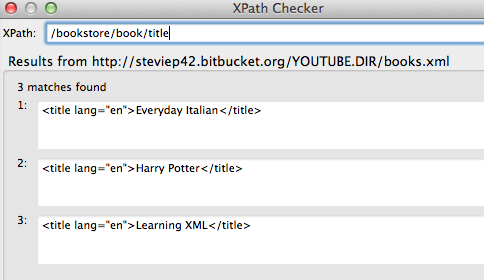 XPath Checker
XPath: /bookstore/book/title
Results from http://steviep42.bitbucket.org/YOUTUBE.DIR/books.xml
3 matches found
1: <title lang="en">Everyday Italian</title>
2: <title lang="en">Harry Potter</title>
3: <title lang="en">Learning XML</title>